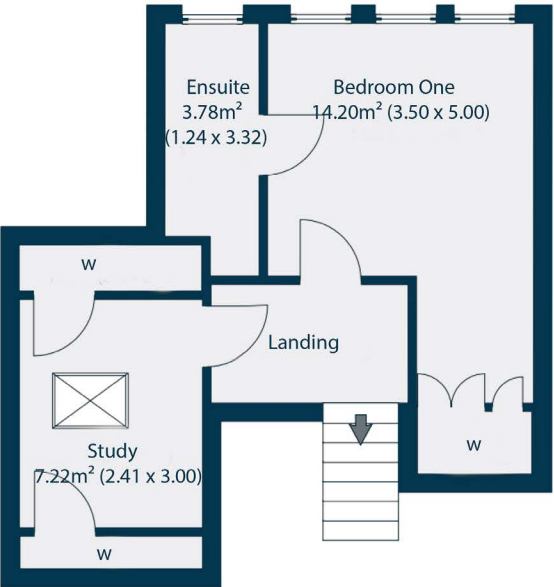 Ensuite
3.78m²
(1.24 x 3.32)
Bedroom One
14.20m² (3.50 x 5.00)
w
Landing
Study
7.22m² (2.41 x 3.00)
w
w